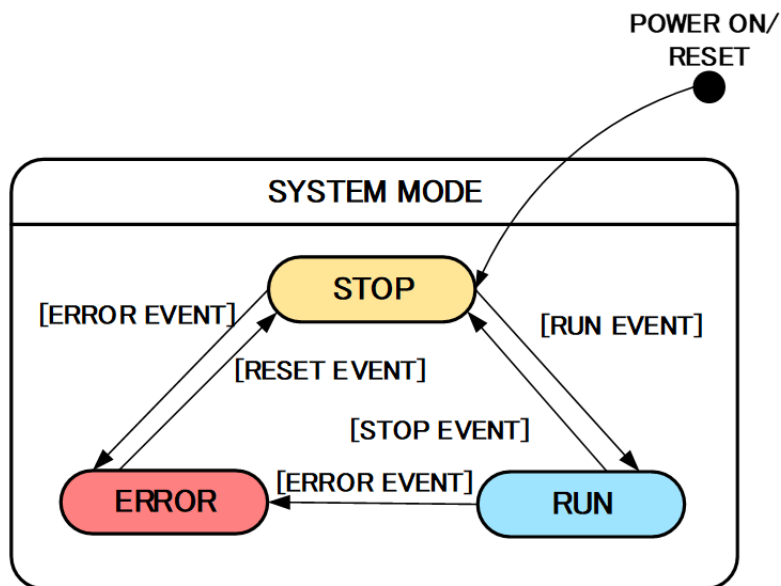 POWER ON/
RESET
SYSTEM MODE
STOP
[ERROR EVENT]
[RUN EVENT]
[RESET EVENT]
[STOP EVENT]
[ERROR EVENT]
ERROR
RUN